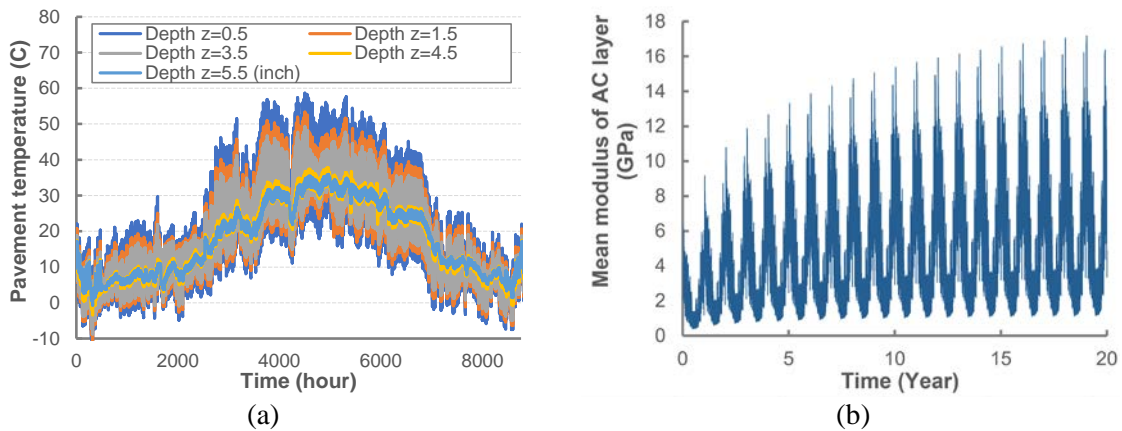 80
70
60
50
40
30
20
10
0
-10
Pavement temperature (C)
Depth z=0.5 Depth z=1.5
Depth z=3.5 Depth z=4.5
Depth z=5.5 (inch)
0 2000 4000 6000 8000
Time (hour)
(a)
18
16
14
12
10
8
6
4
2
0
Mean modulus of AC layer
(GPa)
0 5 10 15 20
Time (Year)
(b)